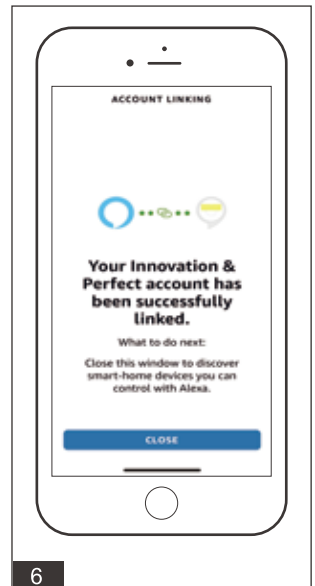 ACCOUNT LINKING
Your Innovation &
Perfect account has
been successfully
linked.
What to do next:
Close this window to discover
smart-home devices you can
control with Alexa.
CLOSE
6